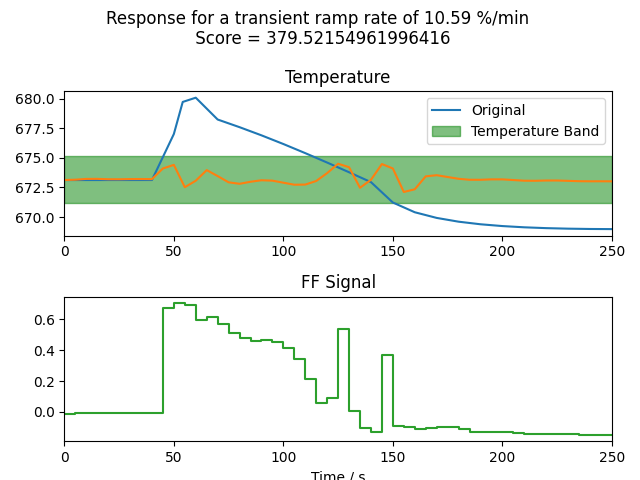 Response for a transient ramp rate of 10.59 %/min
Score = 379.52154961996416
Temperature
680.0
677.5
675.0
672.5
670.0
Original
Temperature Band
0 50 100 150 200 250
FF Signal
0.6
0.4
0.2
0.0
0 50 100 150 200 250
Time / s